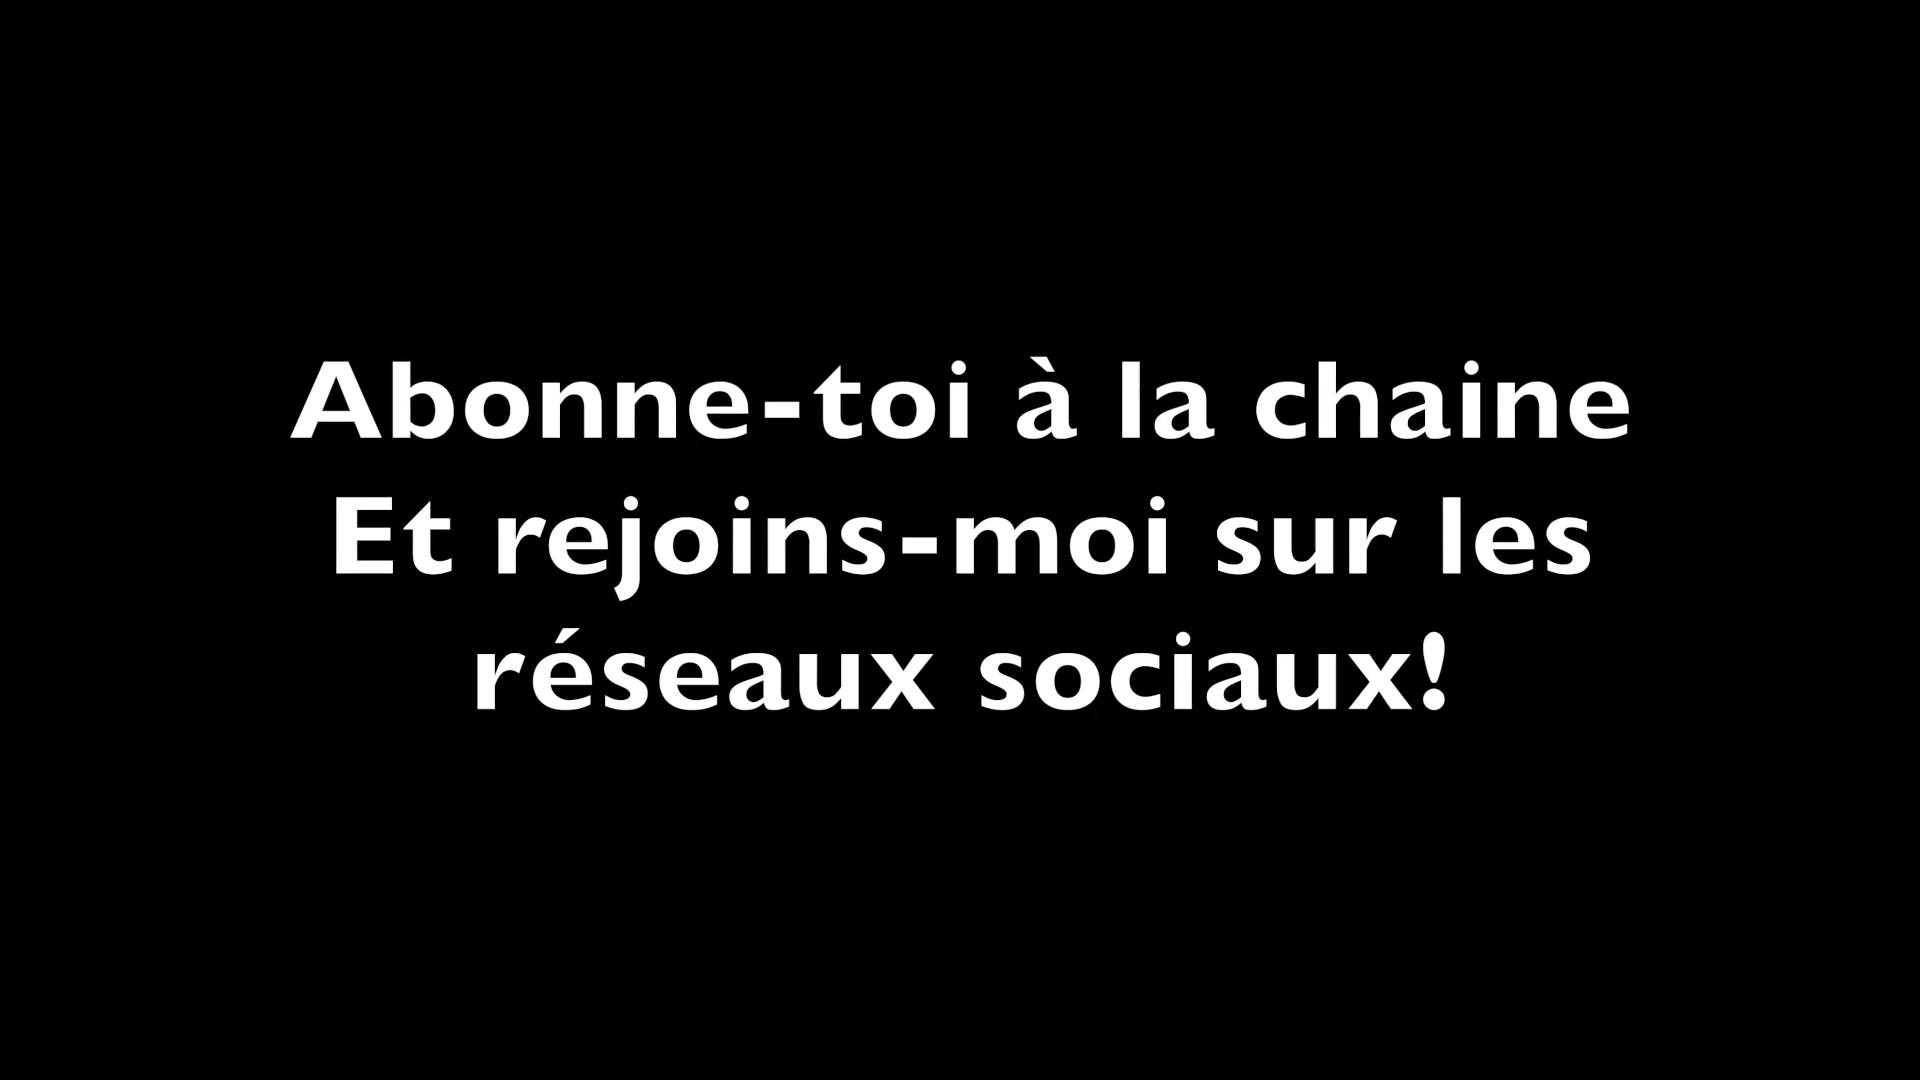 Abonne-toi à la chaine
Et rejoins-moi sur les
réseaux sociaux!